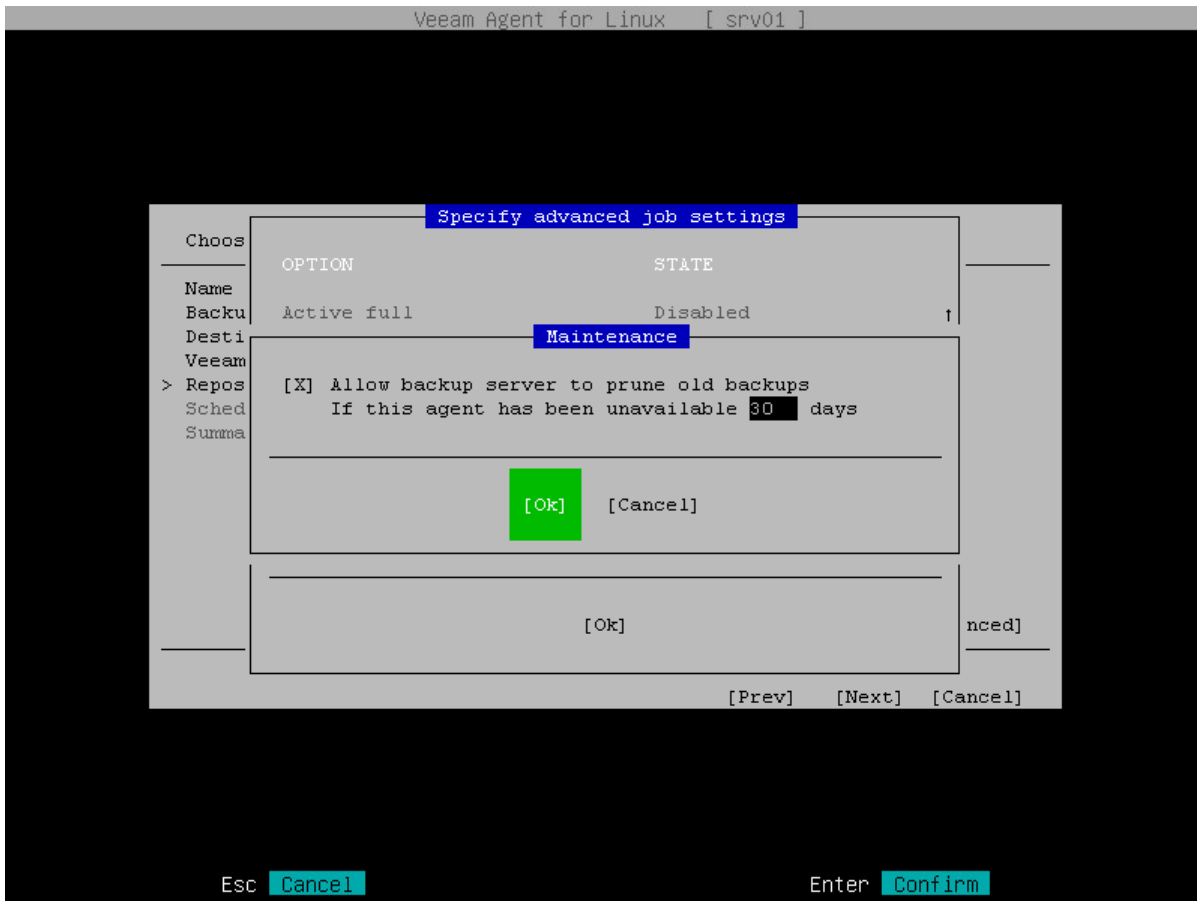 Veeam Agent for Linux [ srv01 ]
Specify advanced job settings
Choos
OPTION STATE
Name
Backu Active full Disabled ↑
Desti Maintenance
Veeam
> Repos [X] Allow backup server to prune old backups
Sched If this agent has been unavailable 30 days
Summa
[Ok] [Cancel]
[Ok] nced]
[Prev] [Next] [Cancel]
Esc Cancel Enter Confirm